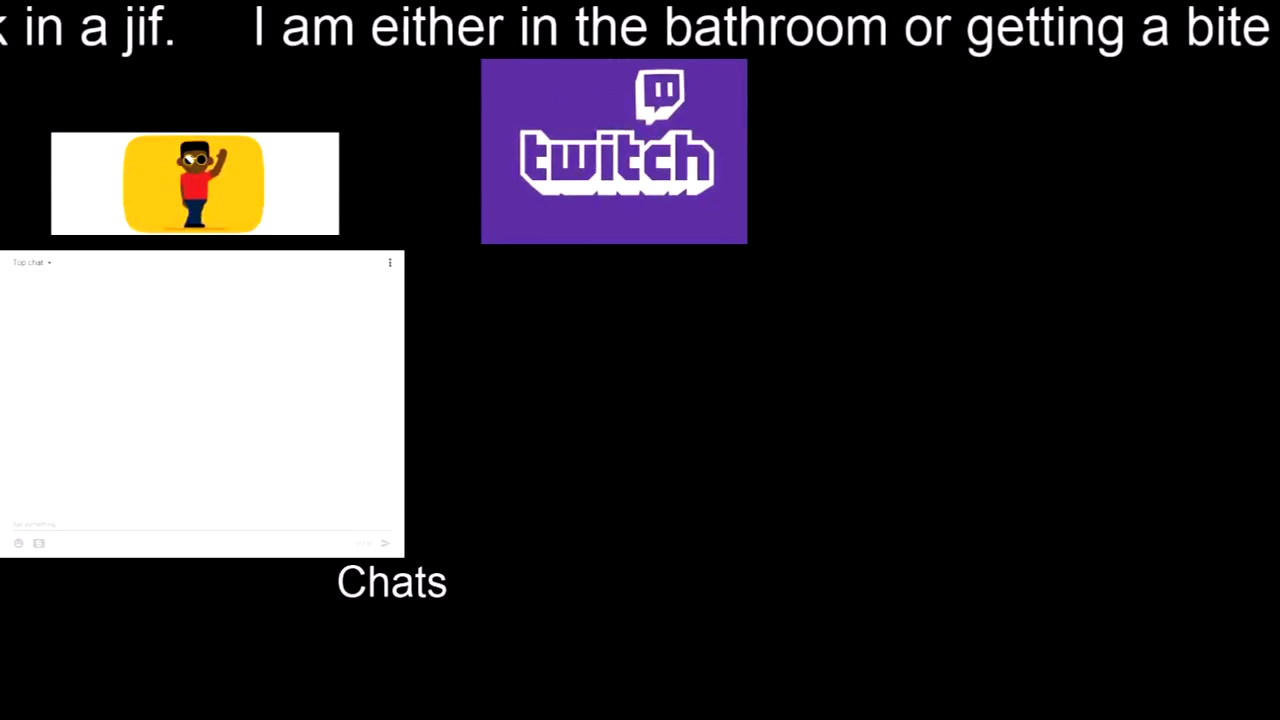 k in a jif. I am either in the bathroom or getting a bite
twitch
Top chat
Chats